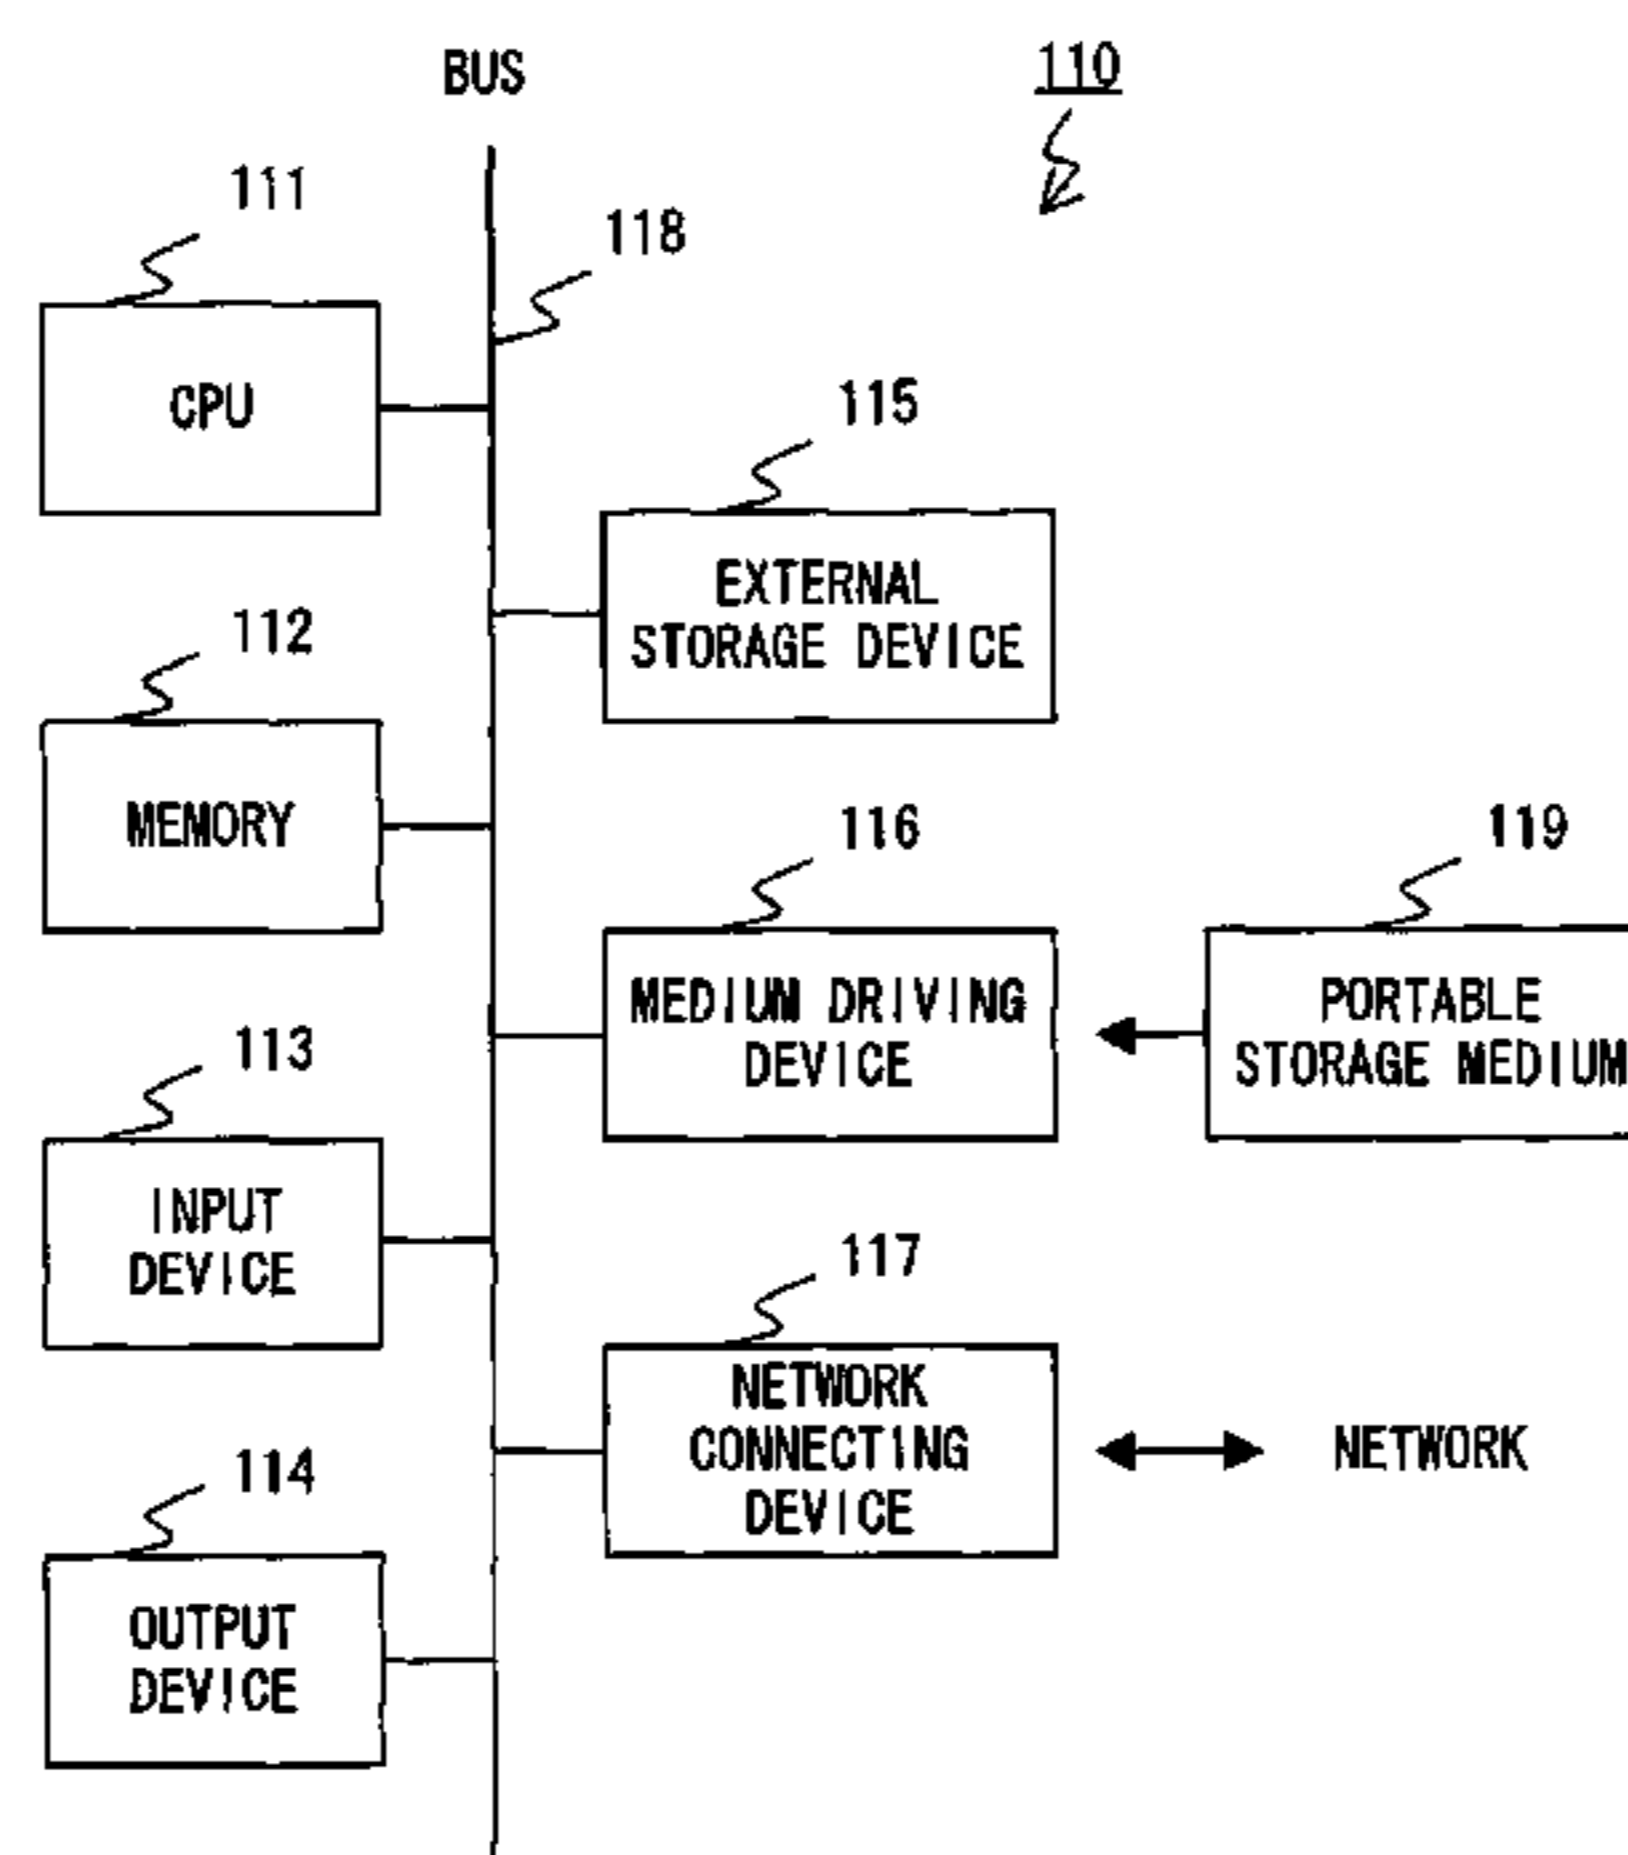 BUS
110
111
118
CPU
115
EXTERNAL
STORAGE DEVICE
112
MEMORY
116
119
MEDIUM DRIVING
DEVICE
PORTABLE
STORAGE MEDIUM
113
INPUT
DEVICE
117
NETWORK
CONNECTING
DEVICE
NETWORK
114
OUTPUT
DEVICE